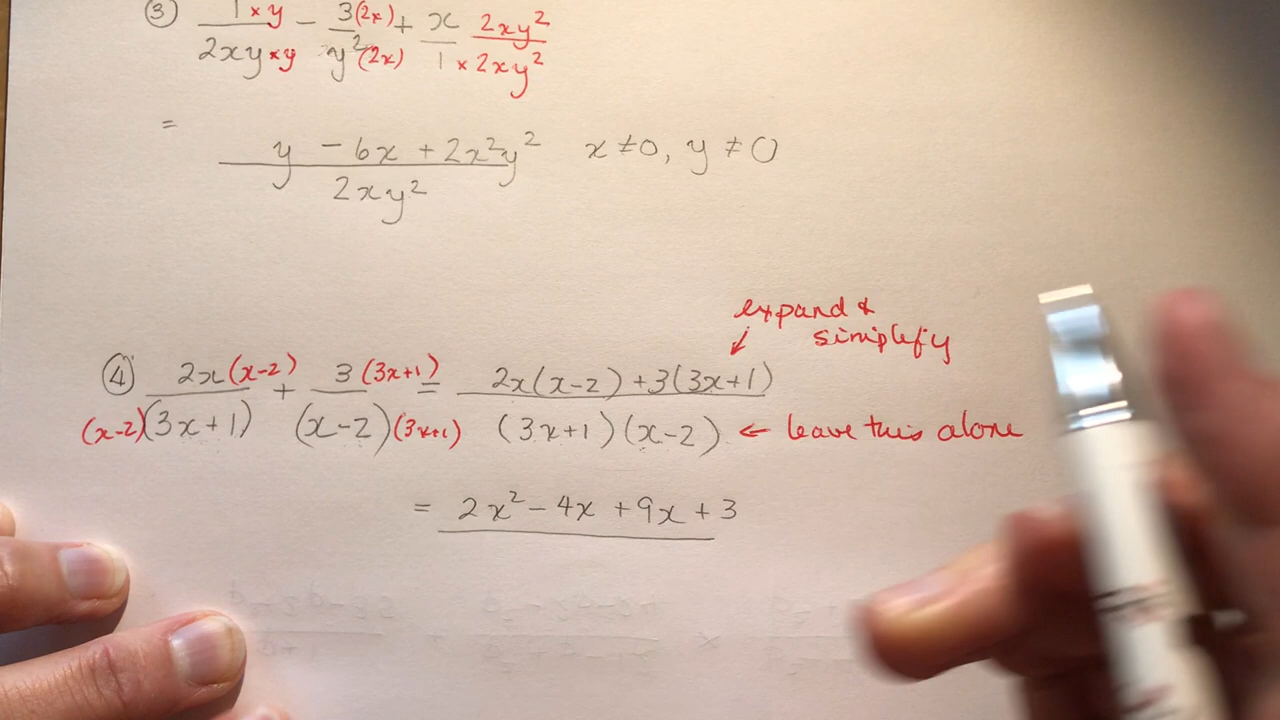 ③ 1 × y / 2xy × y − 3(2x) / y²(2x) + x / 1 2xy² / × 2xy²
= y − 6x + 2x²y² / 2xy² x ≠ 0, y ≠ 0
expand &
simplify
④ 2x(x-2) / (x-2)(3x+1) + 3(3x+1) / (x-2)(3x+1) = 2x(x-2)+3(3x+1) / (3x+1)(x-2) ← leave this alone
= 2x² − 4x + 9x + 3